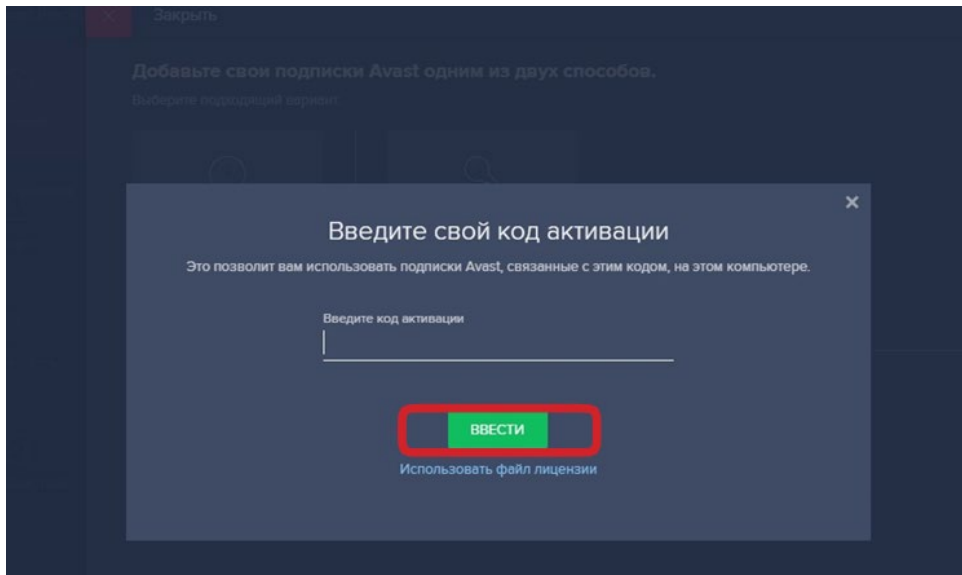 Закрыть
Добавьте свои подписки Avast одним из двух способов.
Выберите подходящий вариант.
Введите свой код активации
Это позволит вам использовать подписки Avast, связанные с этим кодом, на этом компьютере.
Введите код активации
ВВЕСТИ
Использовать файл лицензии